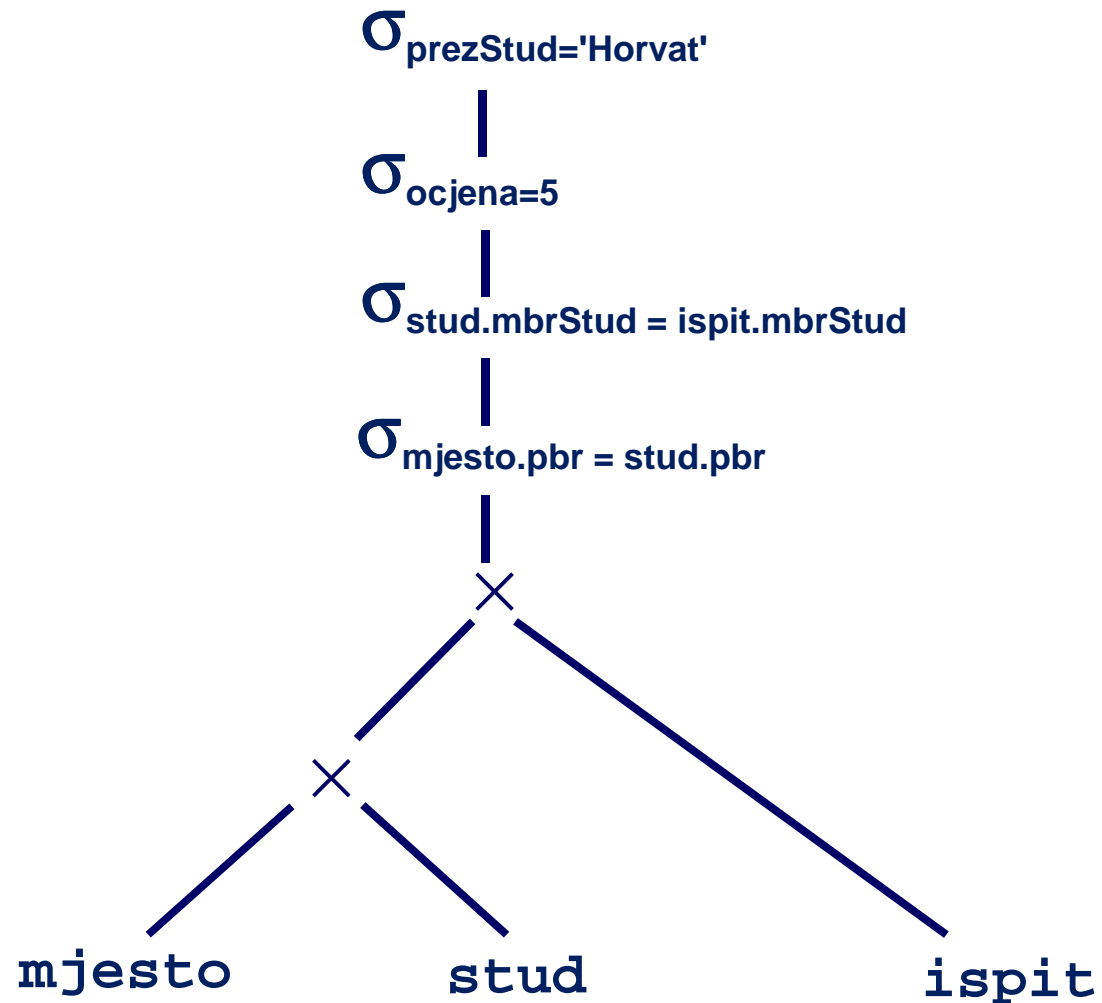 σprezStud='Horvat'
σocjena=5
σstud.mbrStud = ispit.mbrStud
σmjesto.pbr = stud.pbr
×
×
mjesto stud ispit